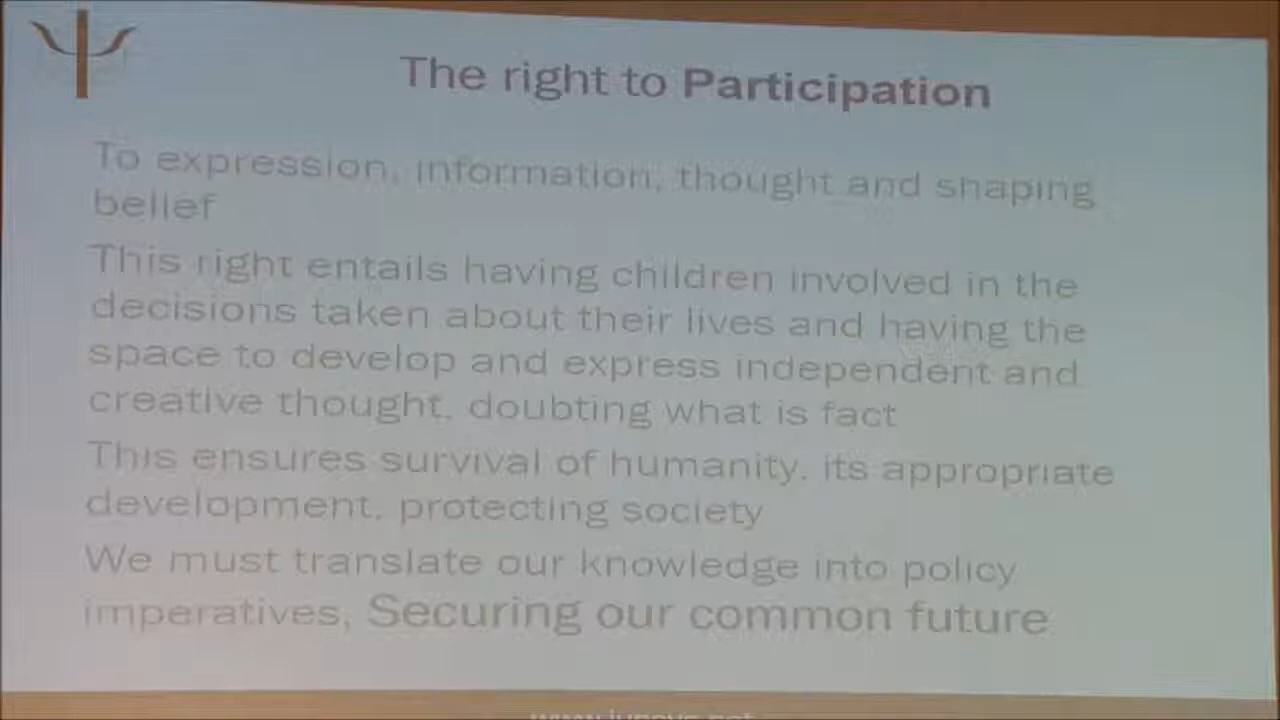 The right to Participation
To expression, information, thought and shaping
belief
This right entails having children involved in the
decisions taken about their lives and having the
space to develop and express independent and
creative thought, doubting what is fact
This ensures survival of humanity, its appropriate
development, protecting society
We must translate our knowledge into policy
imperatives, Securing our common future